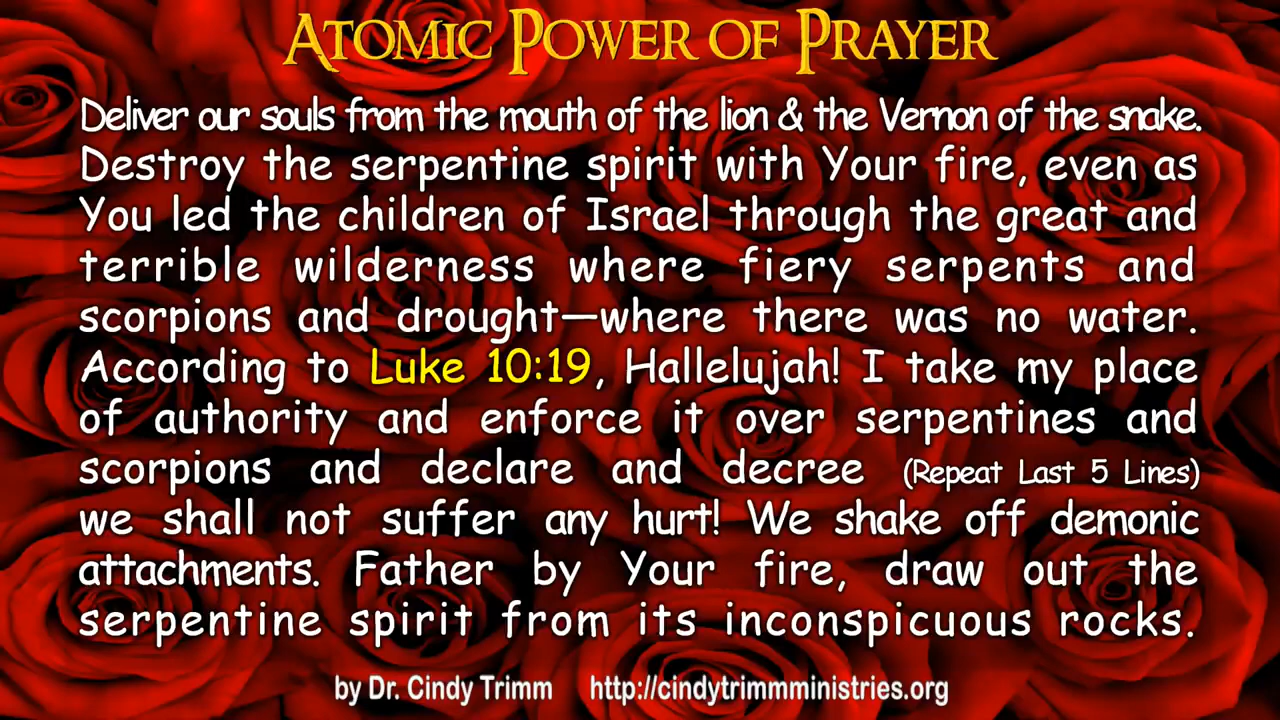 Atomic Power of Prayer
Deliver our souls from the mouth of the lion & the Vernon of the snake.
Destroy the serpentine spirit with Your fire, even as
You led the children of Israel through the great and
terrible wilderness where fiery serpents and
scorpions and drought—where there was no water.
According to Luke 10:19, Hallelujah! I take my place
of authority and enforce it over serpentines and
scorpions and declare and decree (Repeat Last 5 Lines)
we shall not suffer any hurt! We shake off demonic
attachments. Father by Your fire, draw out the
serpentine spirit from its inconspicuous rocks.
by Dr. Cindy Trimm http://cindytrimmministries.org